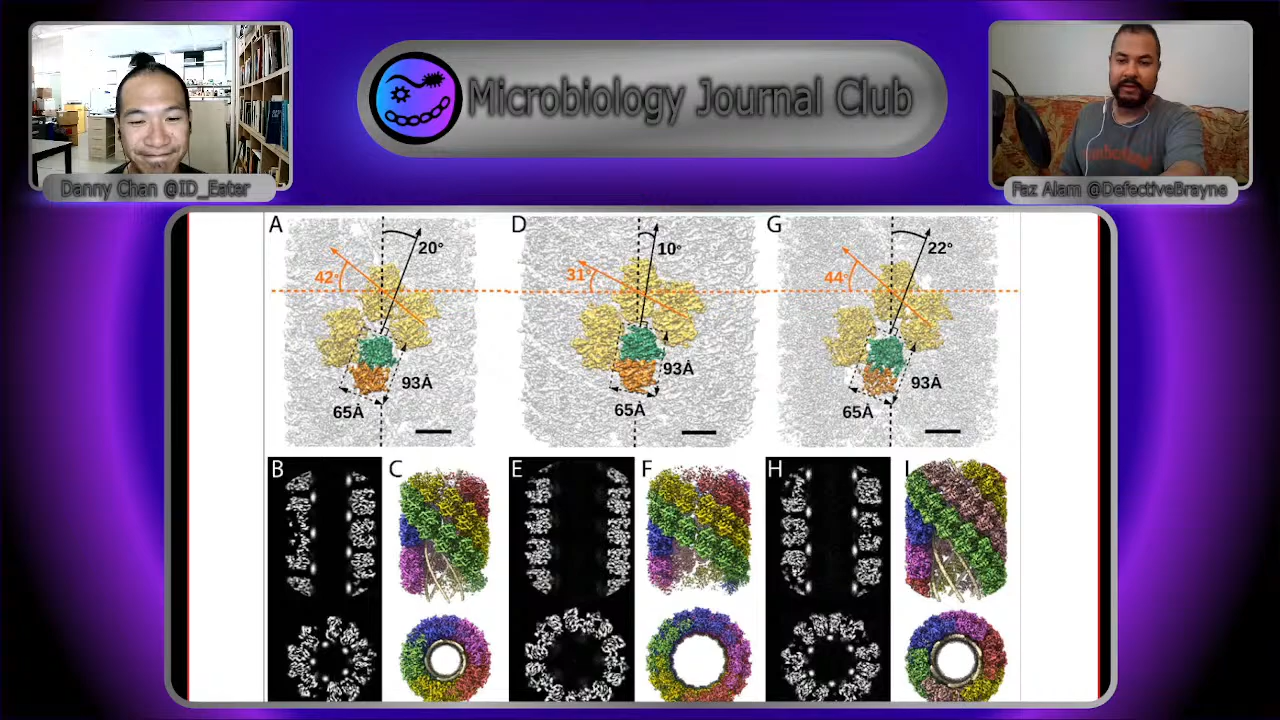 Microbiology Journal Club
Danny Chan @ID_Eater
Faz Alam @DefectiveBrayne
A
20°
42°
93Å
65Å
D
10°
31°
93Å
65Å
G
22°
44°
93Å
65Å
B
C
E
F
H
I